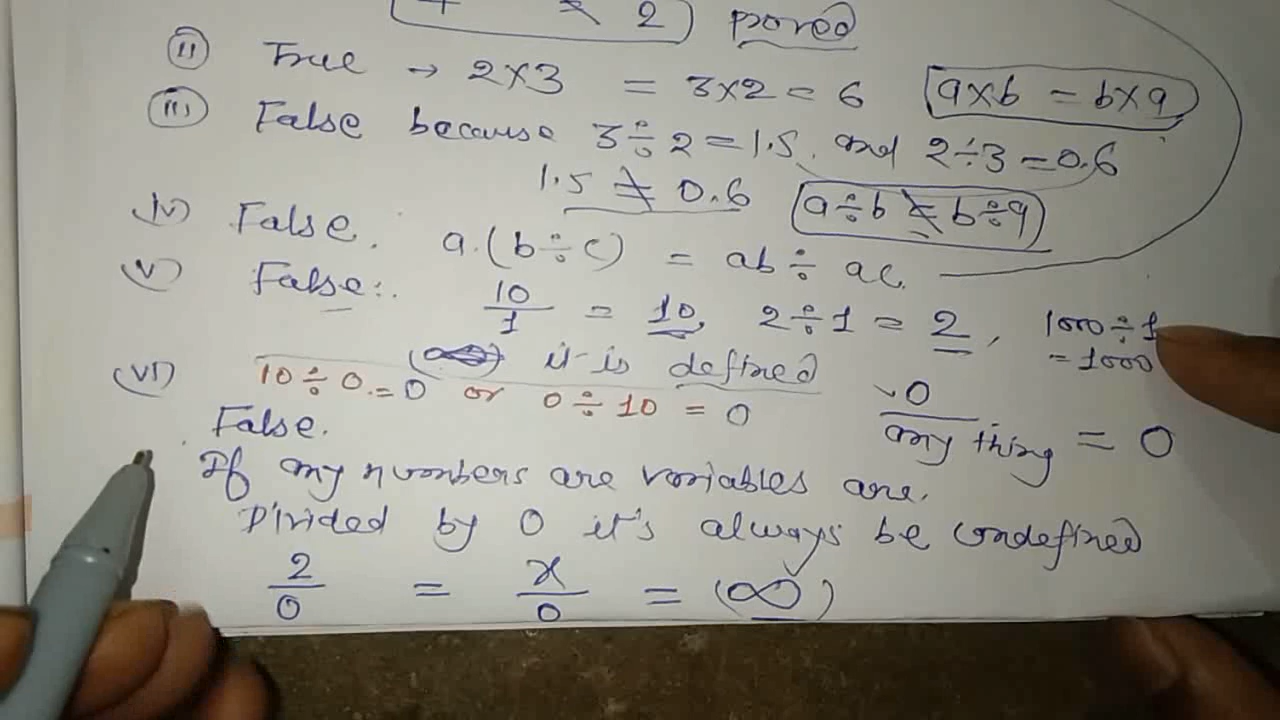 ≠ 2 proved
(ii) True → 2×3 = 3×2 = 6 a×b = b×a
(iii) False because 3÷2=1.5, and 2÷3=0.6
1.5 ≠ 0.6 a÷b ≠ b÷a
(iv) False. a.(b÷c) = ab ÷ ac.
(v) False:. 10/1 = 10, 2÷1 = 2, 1000÷1 = 1000
it is defined
(vi) 10÷0.=0 or 0÷10 = 0 0/any thing = 0
False.
If any numbers are variables are.
Divided by 0 it's always be undefined
2/0 = x/0 = (∞)